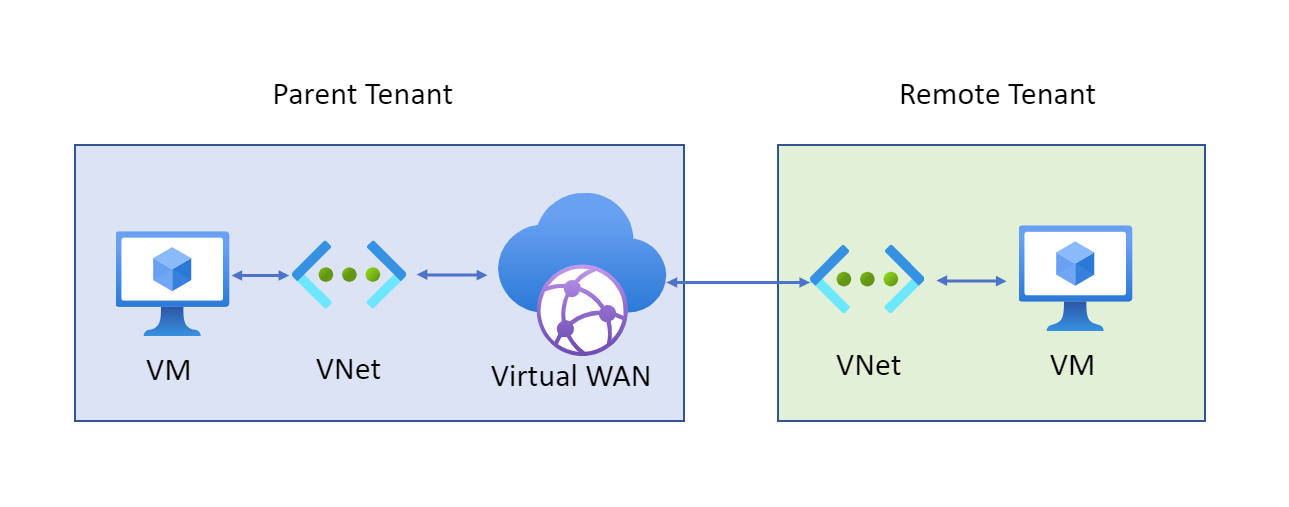 Parent Tenant
Remote Tenant
VM
VNet
Virtual WAN
VNet
VM